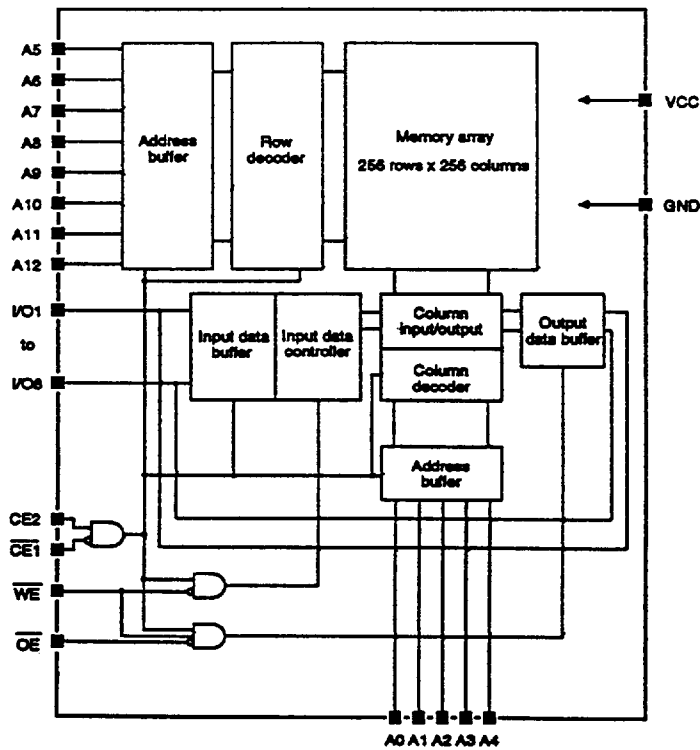 A5
A6
A7
A8
A9
A10
A11
A12
Address
buffer
Row
decoder
Memory array
256 rows x 256 columns
VCC
GND
I/O1
to
I/O8
Input data
buffer
Input data
controller
Column
input/output
Column
decoder
Output
data buffer
Address
buffer
CE2
CE1
WE
OE
A0 A1 A2 A3 A4